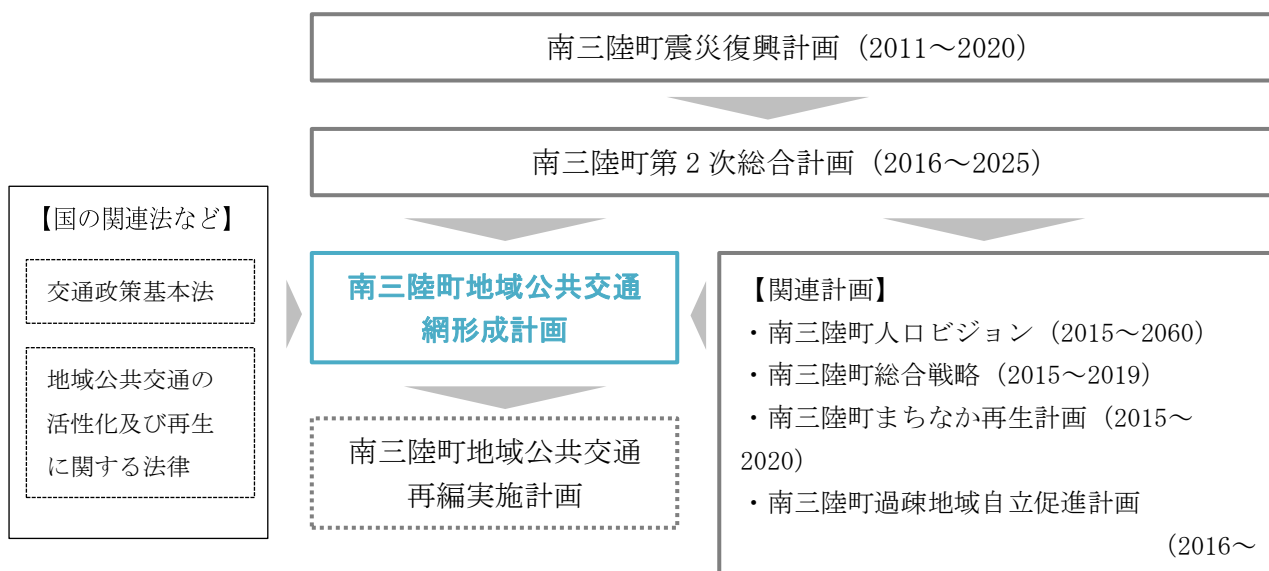 南三陸町震災復興計画（2011～2020）
南三陸町第２次総合計画（2016～2025）
【国の関連法など】
交通政策基本法
地域公共交通の
活性化及び再生
に関する法律
南三陸町地域公共交通
網形成計画
南三陸町地域公共交通
再編実施計画
【関連計画】
・南三陸町人口ビジョン（2015～2060）
・南三陸町総合戦略（2015～2019）
・南三陸町まちなか再生計画（2015～
2020）
・南三陸町過疎地域自立促進計画
（2016～